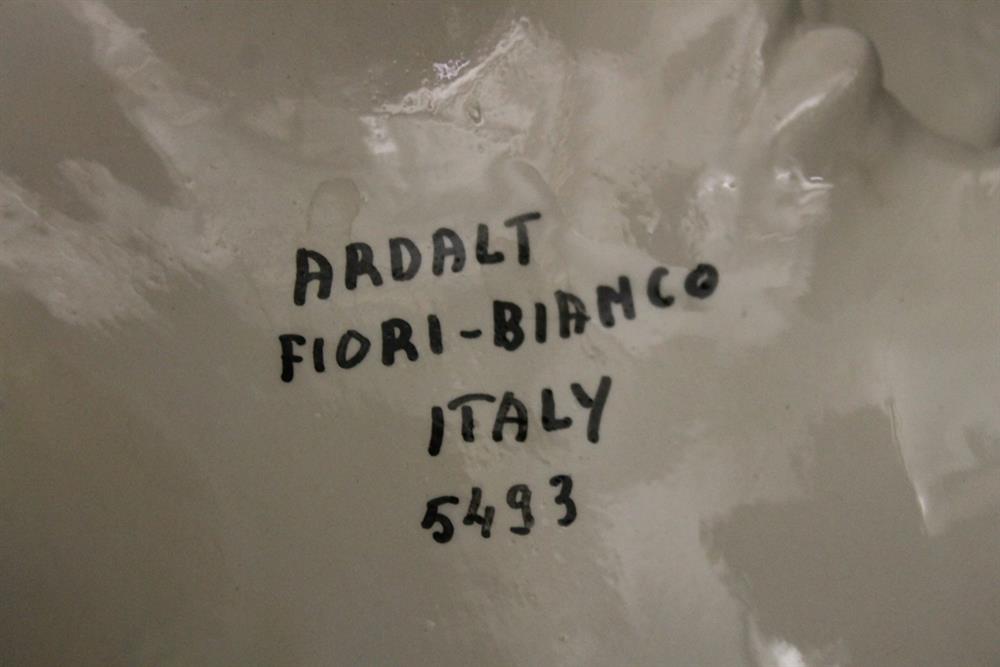 ARDALT
FIORI-BIANCO
ITALY
5493